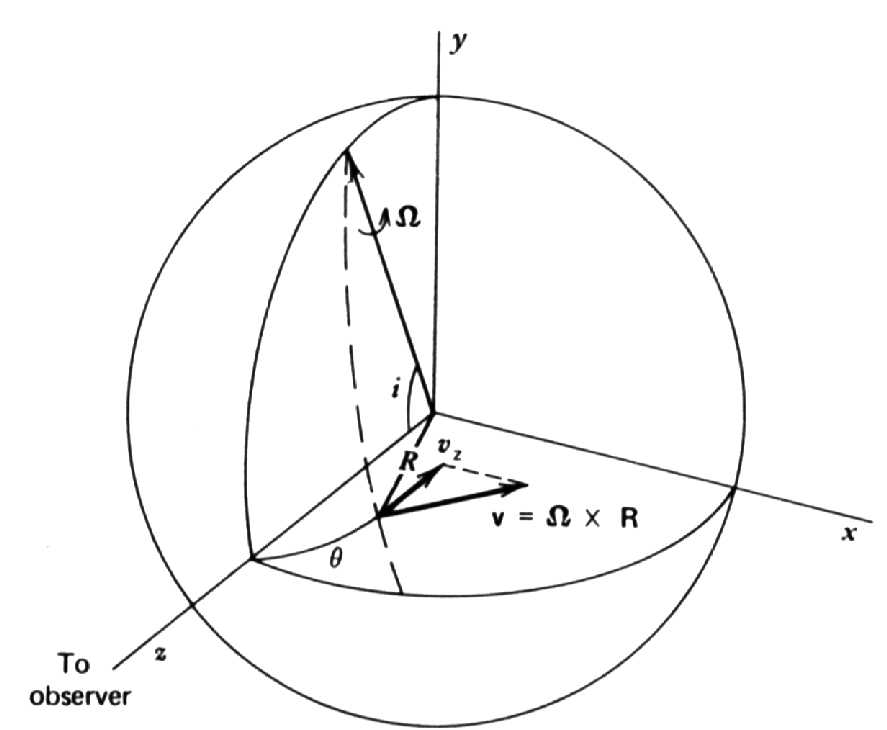 y
Ω
i
R
v_z
v = Ω × R
θ
x
z
To
observer